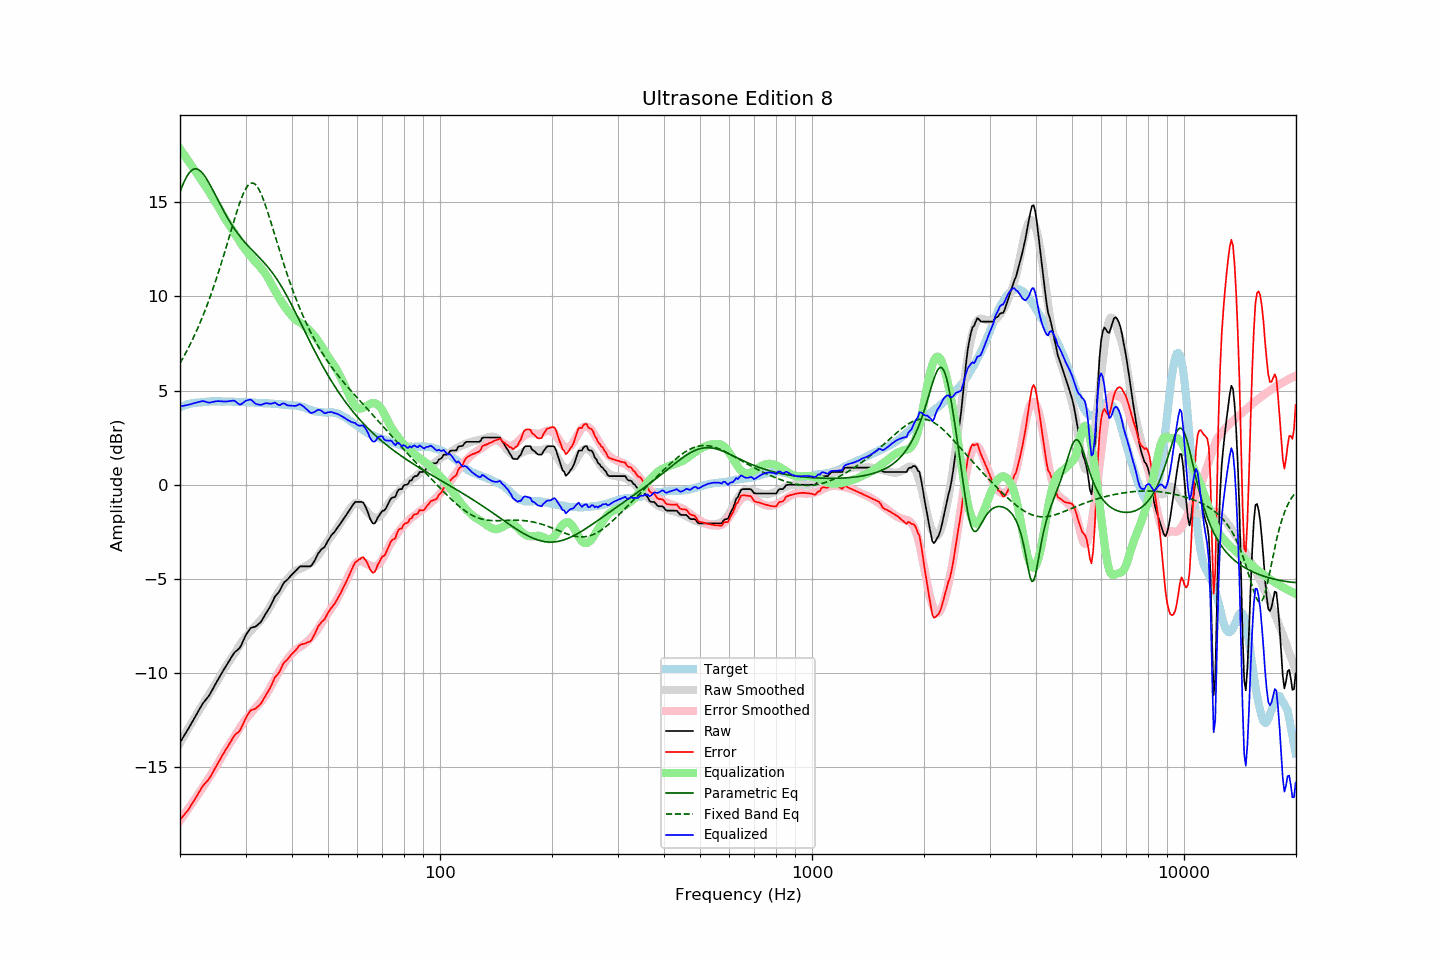 Ultrasone Edition 8
Amplitude (dBr)
15
10
5
0
−5
−10
−15
100
1000
10000
Frequency (Hz)
Target
Raw Smoothed
Error Smoothed
Raw
Error
Equalization
Parametric Eq
Fixed Band Eq
Equalized